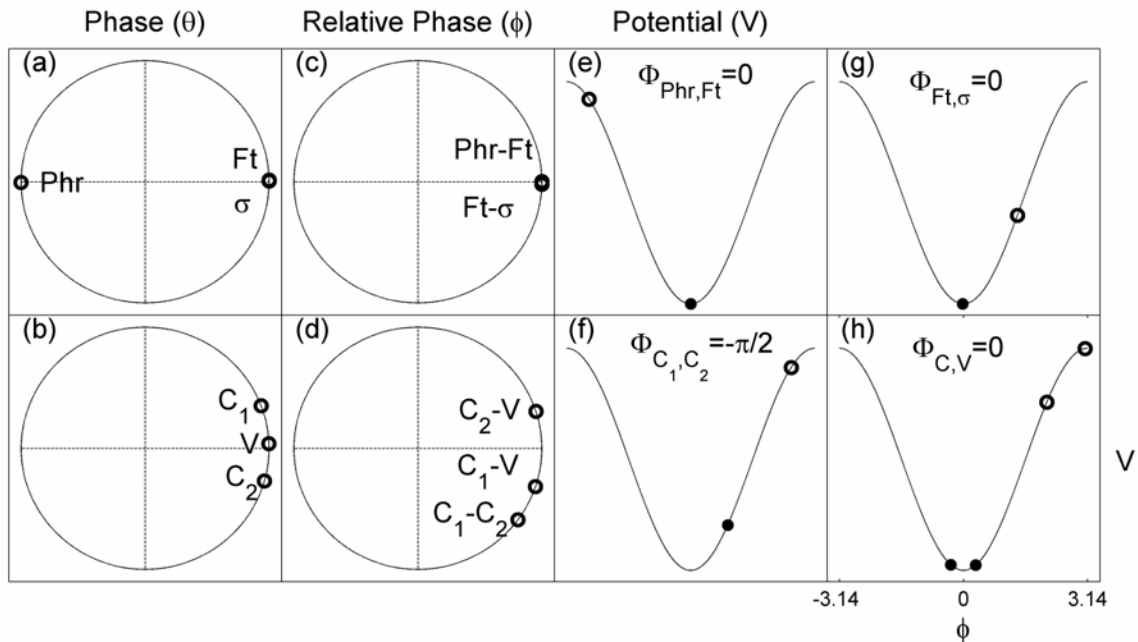 Phase (θ) Relative Phase (ϕ) Potential (V)
(a) (c) (e) Φ_Phr,Ft=0 (g) Φ_Ft,σ=0
Phr Ft σ
Phr-Ft
Ft-σ
(b) (d) (f) Φ_C₁,C₂=-π/2 (h) Φ_C,V=0
C₁
V
C₂
C₂-V
C₁-V
C₁-C₂
V
-3.14 0 3.14
ϕ